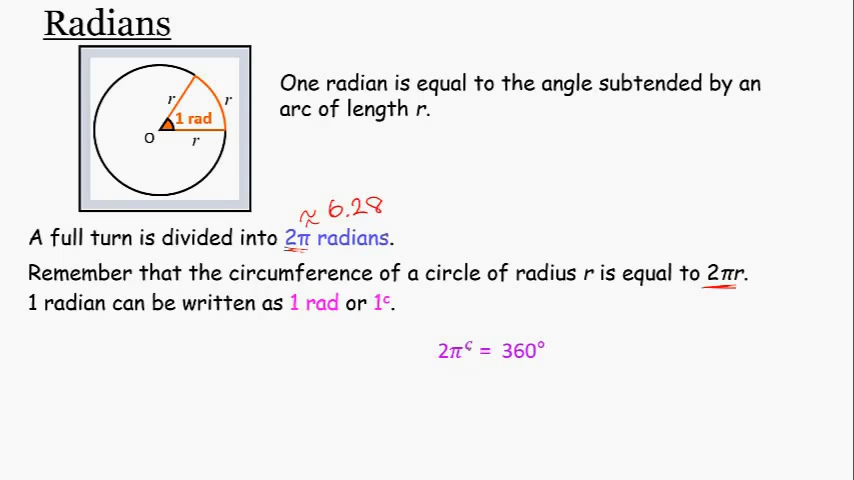 Radians
r
r
1 rad
O
r
One radian is equal to the angle subtended by an
arc of length r.
≈ 6.28
A full turn is divided into 2π radians.
Remember that the circumference of a circle of radius r is equal to 2πr.
1 radian can be written as 1 rad or 1ᶜ.
2πᶜ = 360°